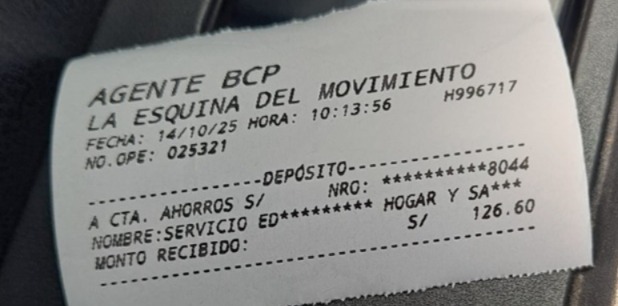 AGENTE BCP
LA ESQUINA DEL MOVIMIENTO
FECHA: 14/10/25 HORA: 10:13:56 H996717
NO.OPE: 025321
-----------------DEPÓSITO-----------------
A CTA. AHORROS S/ NRO: **********8044
NOMBRE:SERVICIO ED********* HOGAR Y SA***
MONTO RECIBIDO: S/ 126.60